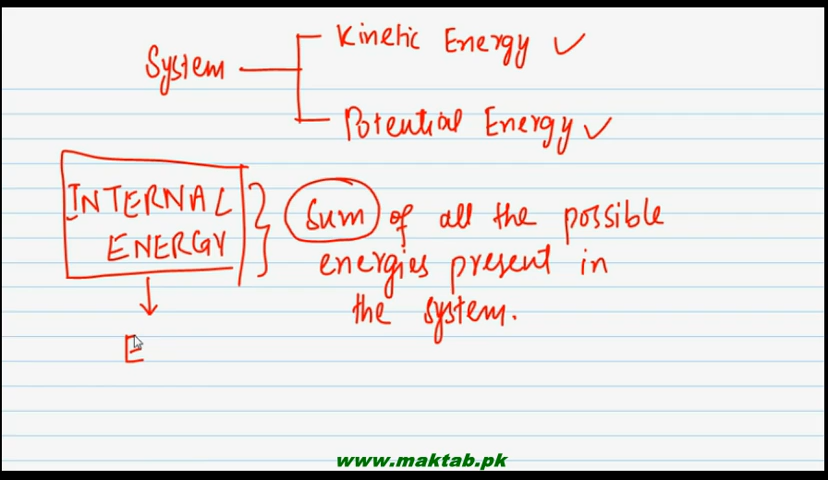 System
Kinetic Energy
Potential Energy
INTERNAL
ENERGY
Sum of all the possible
energies present in
the system.
E
www.maktab.pk